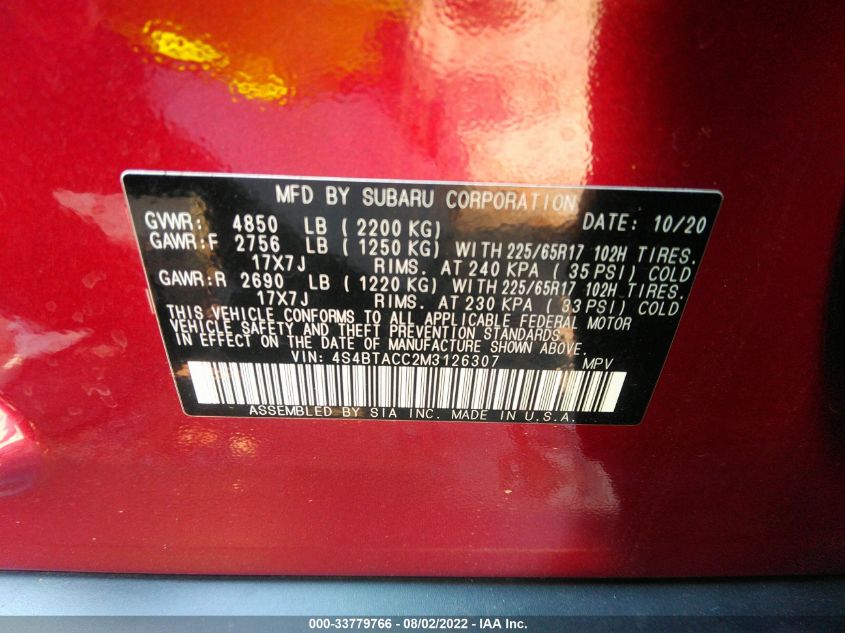 MFD BY SUBARU CORPORATION
GVWR: 4850 LB ( 2200 KG) DATE: 10/20
GAWR:F 2756 LB ( 1250 KG) WITH 225/65R17 102H TIRES.
17X7J RIMS. AT 240 KPA ( 35 PSI) COLD
GAWR:R 2690 LB ( 1220 KG) WITH 225/65R17 102H TIRES.
17X7J RIMS. AT 230 KPA ( 33 PSI) COLD
THIS VEHICLE CONFORMS TO ALL APPLICABLE FEDERAL MOTOR
VEHICLE SAFETY AND THEFT PREVENTION STANDARDS
IN EFFECT ON THE DATE OF MANUFACTURE SHOWN ABOVE.
VIN: 4S4BTACC2M3126307 MPV
ASSEMBLED BY SIA INC. MADE IN U.S.A.
000-33779766 - 08/02/2022 - IAA Inc.